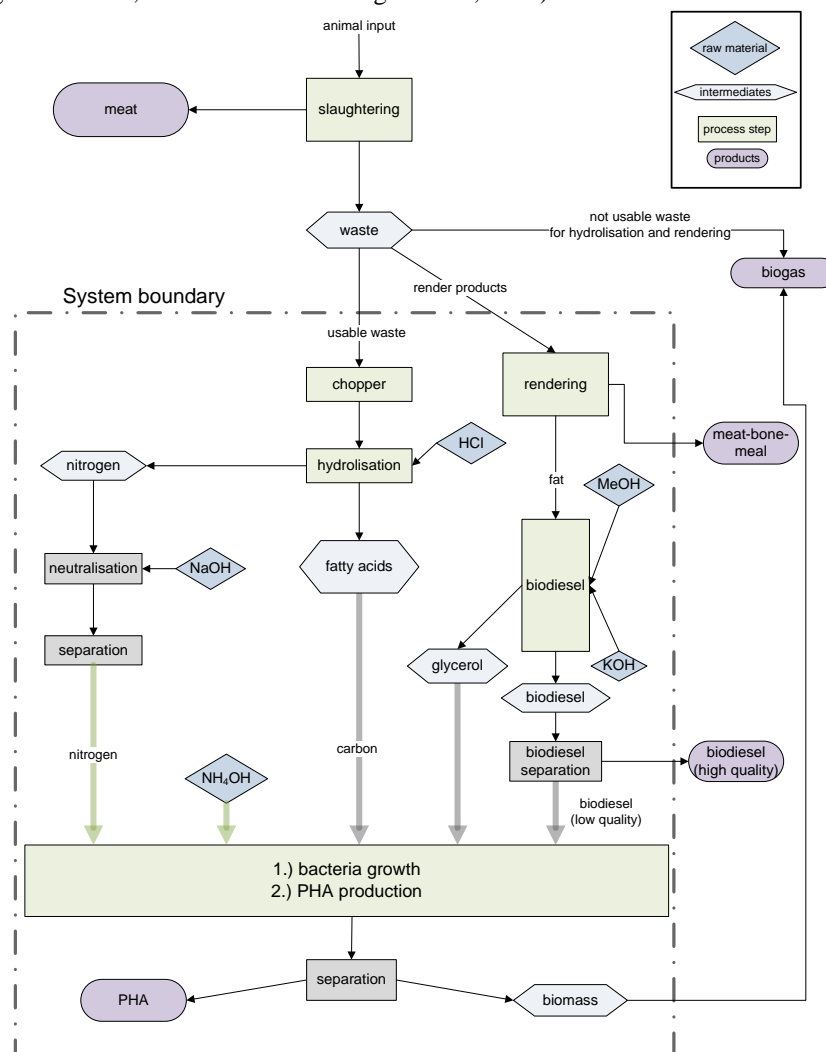 animal input
raw material
intermediates
process step
products
meat
slaughtering
waste
not usable waste
for hydrolisation and rendering
biogas
render products
System boundary
usable waste
chopper
rendering
HCl
meat-bone-
meal
nitrogen
hydrolisation
fat
MeOH
neutralisation
NaOH
fatty acids
biodiesel
separation
glycerol
KOH
biodiesel
nitrogen
carbon
biodiesel
separation
biodiesel
(high quality)
NH₄OH
biodiesel
(low quality)
1.) bacteria growth
2.) PHA production
separation
PHA
biomass